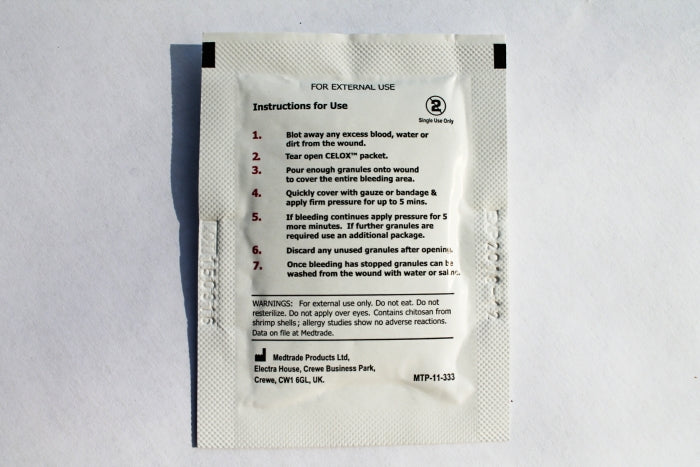 FOR EXTERNAL USE
Instructions for Use
2
Single Use Only
1. Blot away any excess blood, water or
dirt from the wound.
2. Tear open CELOX™ packet.
3. Pour enough granules onto wound
to cover the entire bleeding area.
4. Quickly cover with gauze or bandage &
apply firm pressure for up to 5 mins.
5. If bleeding continues apply pressure for 5
more minutes. If further granules are
required use an additional package.
6. Discard any unused granules after opening.
7. Once bleeding has stopped granules can be
washed from the wound with water or saline.
WARNINGS: For external use only. Do not eat. Do not
resterilize. Do not apply over eyes. Contains chitosan from
shrimp shells; allergy studies show no adverse reactions.
Data on file at Medtrade.
Medtrade Products Ltd,
Electra House, Crewe Business Park,
Crewe, CW1 6GL, UK.
MTP-11-333